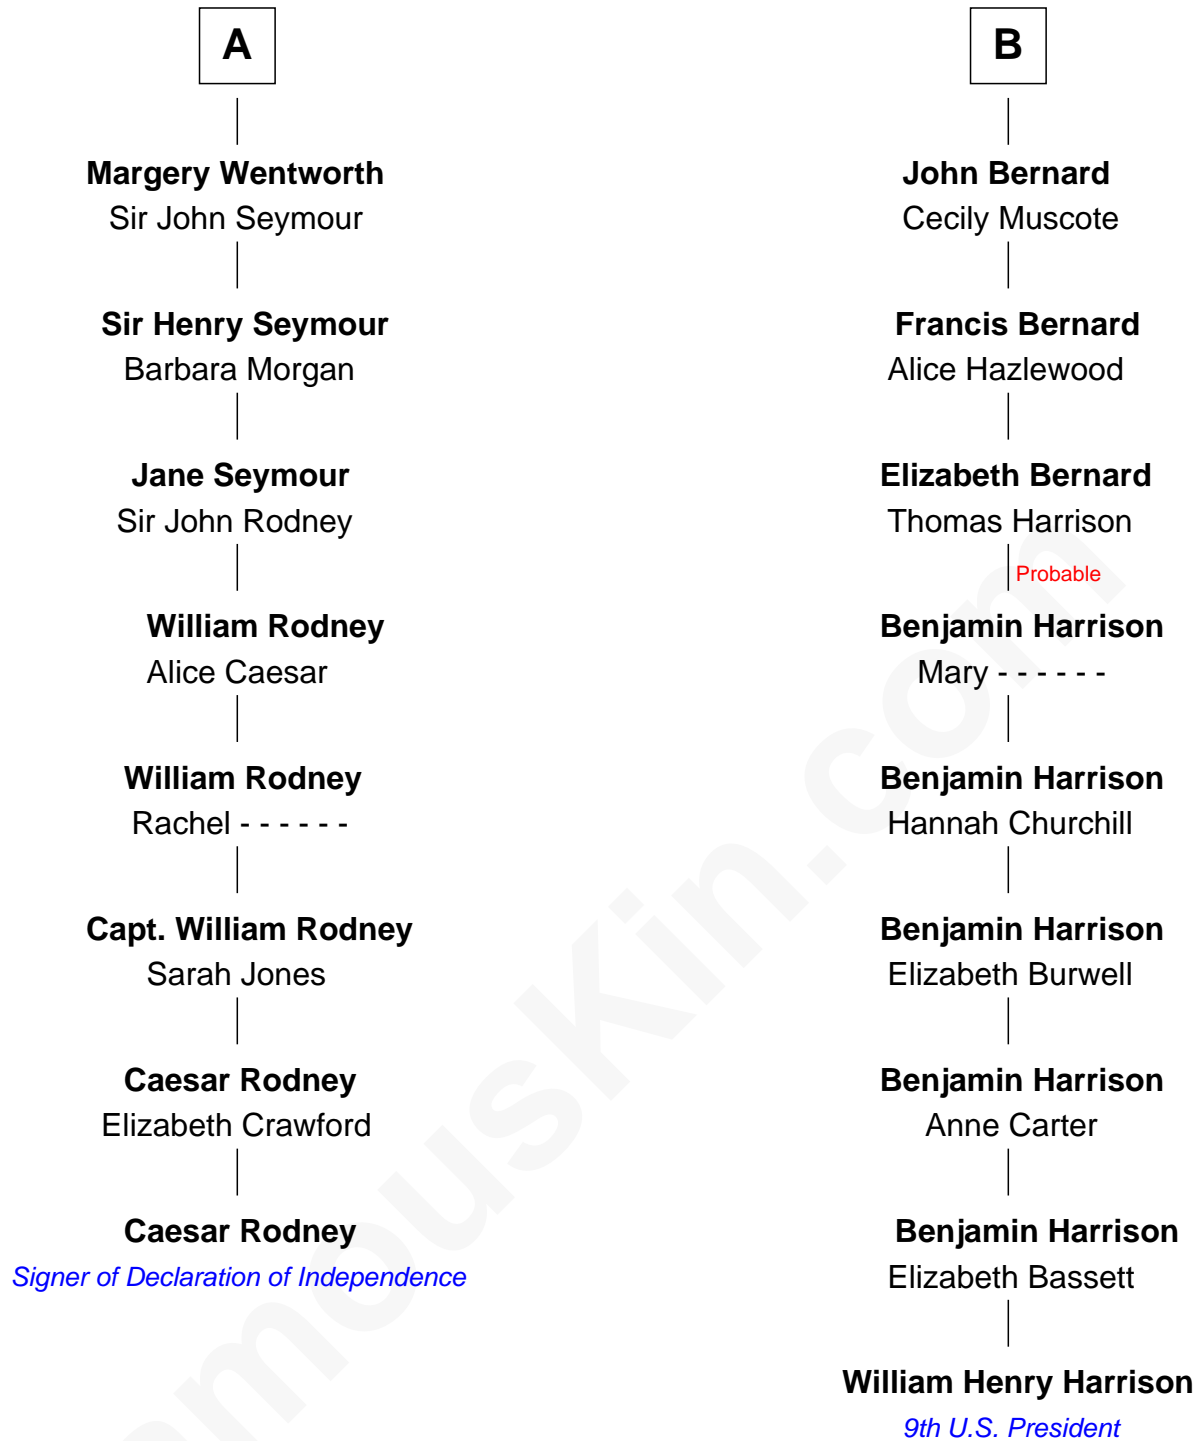 A
Margery Wentworth
Sir John Seymour
Sir Henry Seymour
Barbara Morgan
Jane Seymour
Sir John Rodney
William Rodney
Alice Caesar
William Rodney
Rachel - - - - - -
Capt. William Rodney
Sarah Jones
Caesar Rodney
Elizabeth Crawford
Caesar Rodney
Signer of Declaration of Independence
B
John Bernard
Cecily Muscote
Francis Bernard
Alice Hazlewood
Elizabeth Bernard
Thomas Harrison
Probable
Benjamin Harrison
Mary - - - - - -
Benjamin Harrison
Hannah Churchill
Benjamin Harrison
Elizabeth Burwell
Benjamin Harrison
Anne Carter
Benjamin Harrison
Elizabeth Bassett
William Henry Harrison
9th U.S. President
amouskin.com